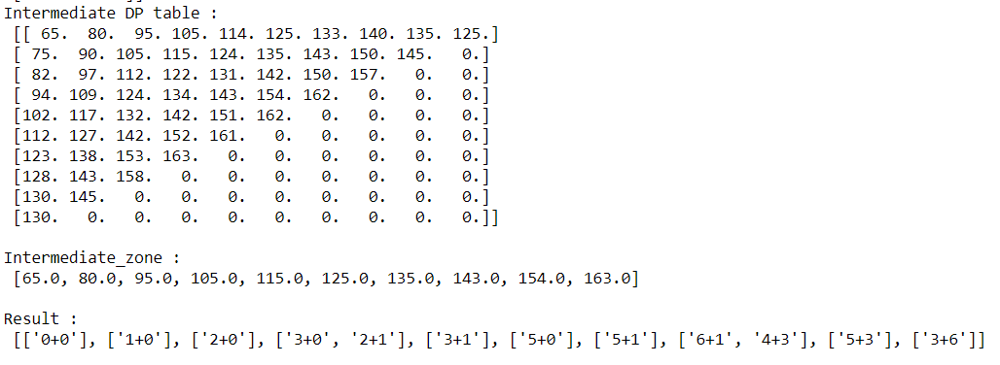 Intermediate DP table :
[[ 65.  80.  95. 105. 114. 125. 133. 140. 135. 125.]
[ 75.  90. 105. 115. 124. 135. 143. 150. 145.   0.]
[ 82.  97. 112. 122. 131. 142. 150. 157.   0.   0.]
[ 94. 109. 124. 134. 143. 154. 162.   0.   0.   0.]
[102. 117. 132. 142. 151. 162.   0.   0.   0.   0.]
[112. 127. 142. 152. 161.   0.   0.   0.   0.   0.]
[123. 138. 153. 163.   0.   0.   0.   0.   0.   0.]
[128. 143. 158.   0.   0.   0.   0.   0.   0.   0.]
[130. 145.   0.   0.   0.   0.   0.   0.   0.   0.]
[130.   0.   0.   0.   0.   0.   0.   0.   0.   0.]]
Intermediate_zone :
[65.0, 80.0, 95.0, 105.0, 115.0, 125.0, 135.0, 143.0, 154.0, 163.0]
Result :
[['0+0'], ['1+0'], ['2+0'], ['3+0', '2+1'], ['3+1'], ['5+0'], ['5+1'], ['6+1', '4+3'], ['5+3'], ['3+6']]